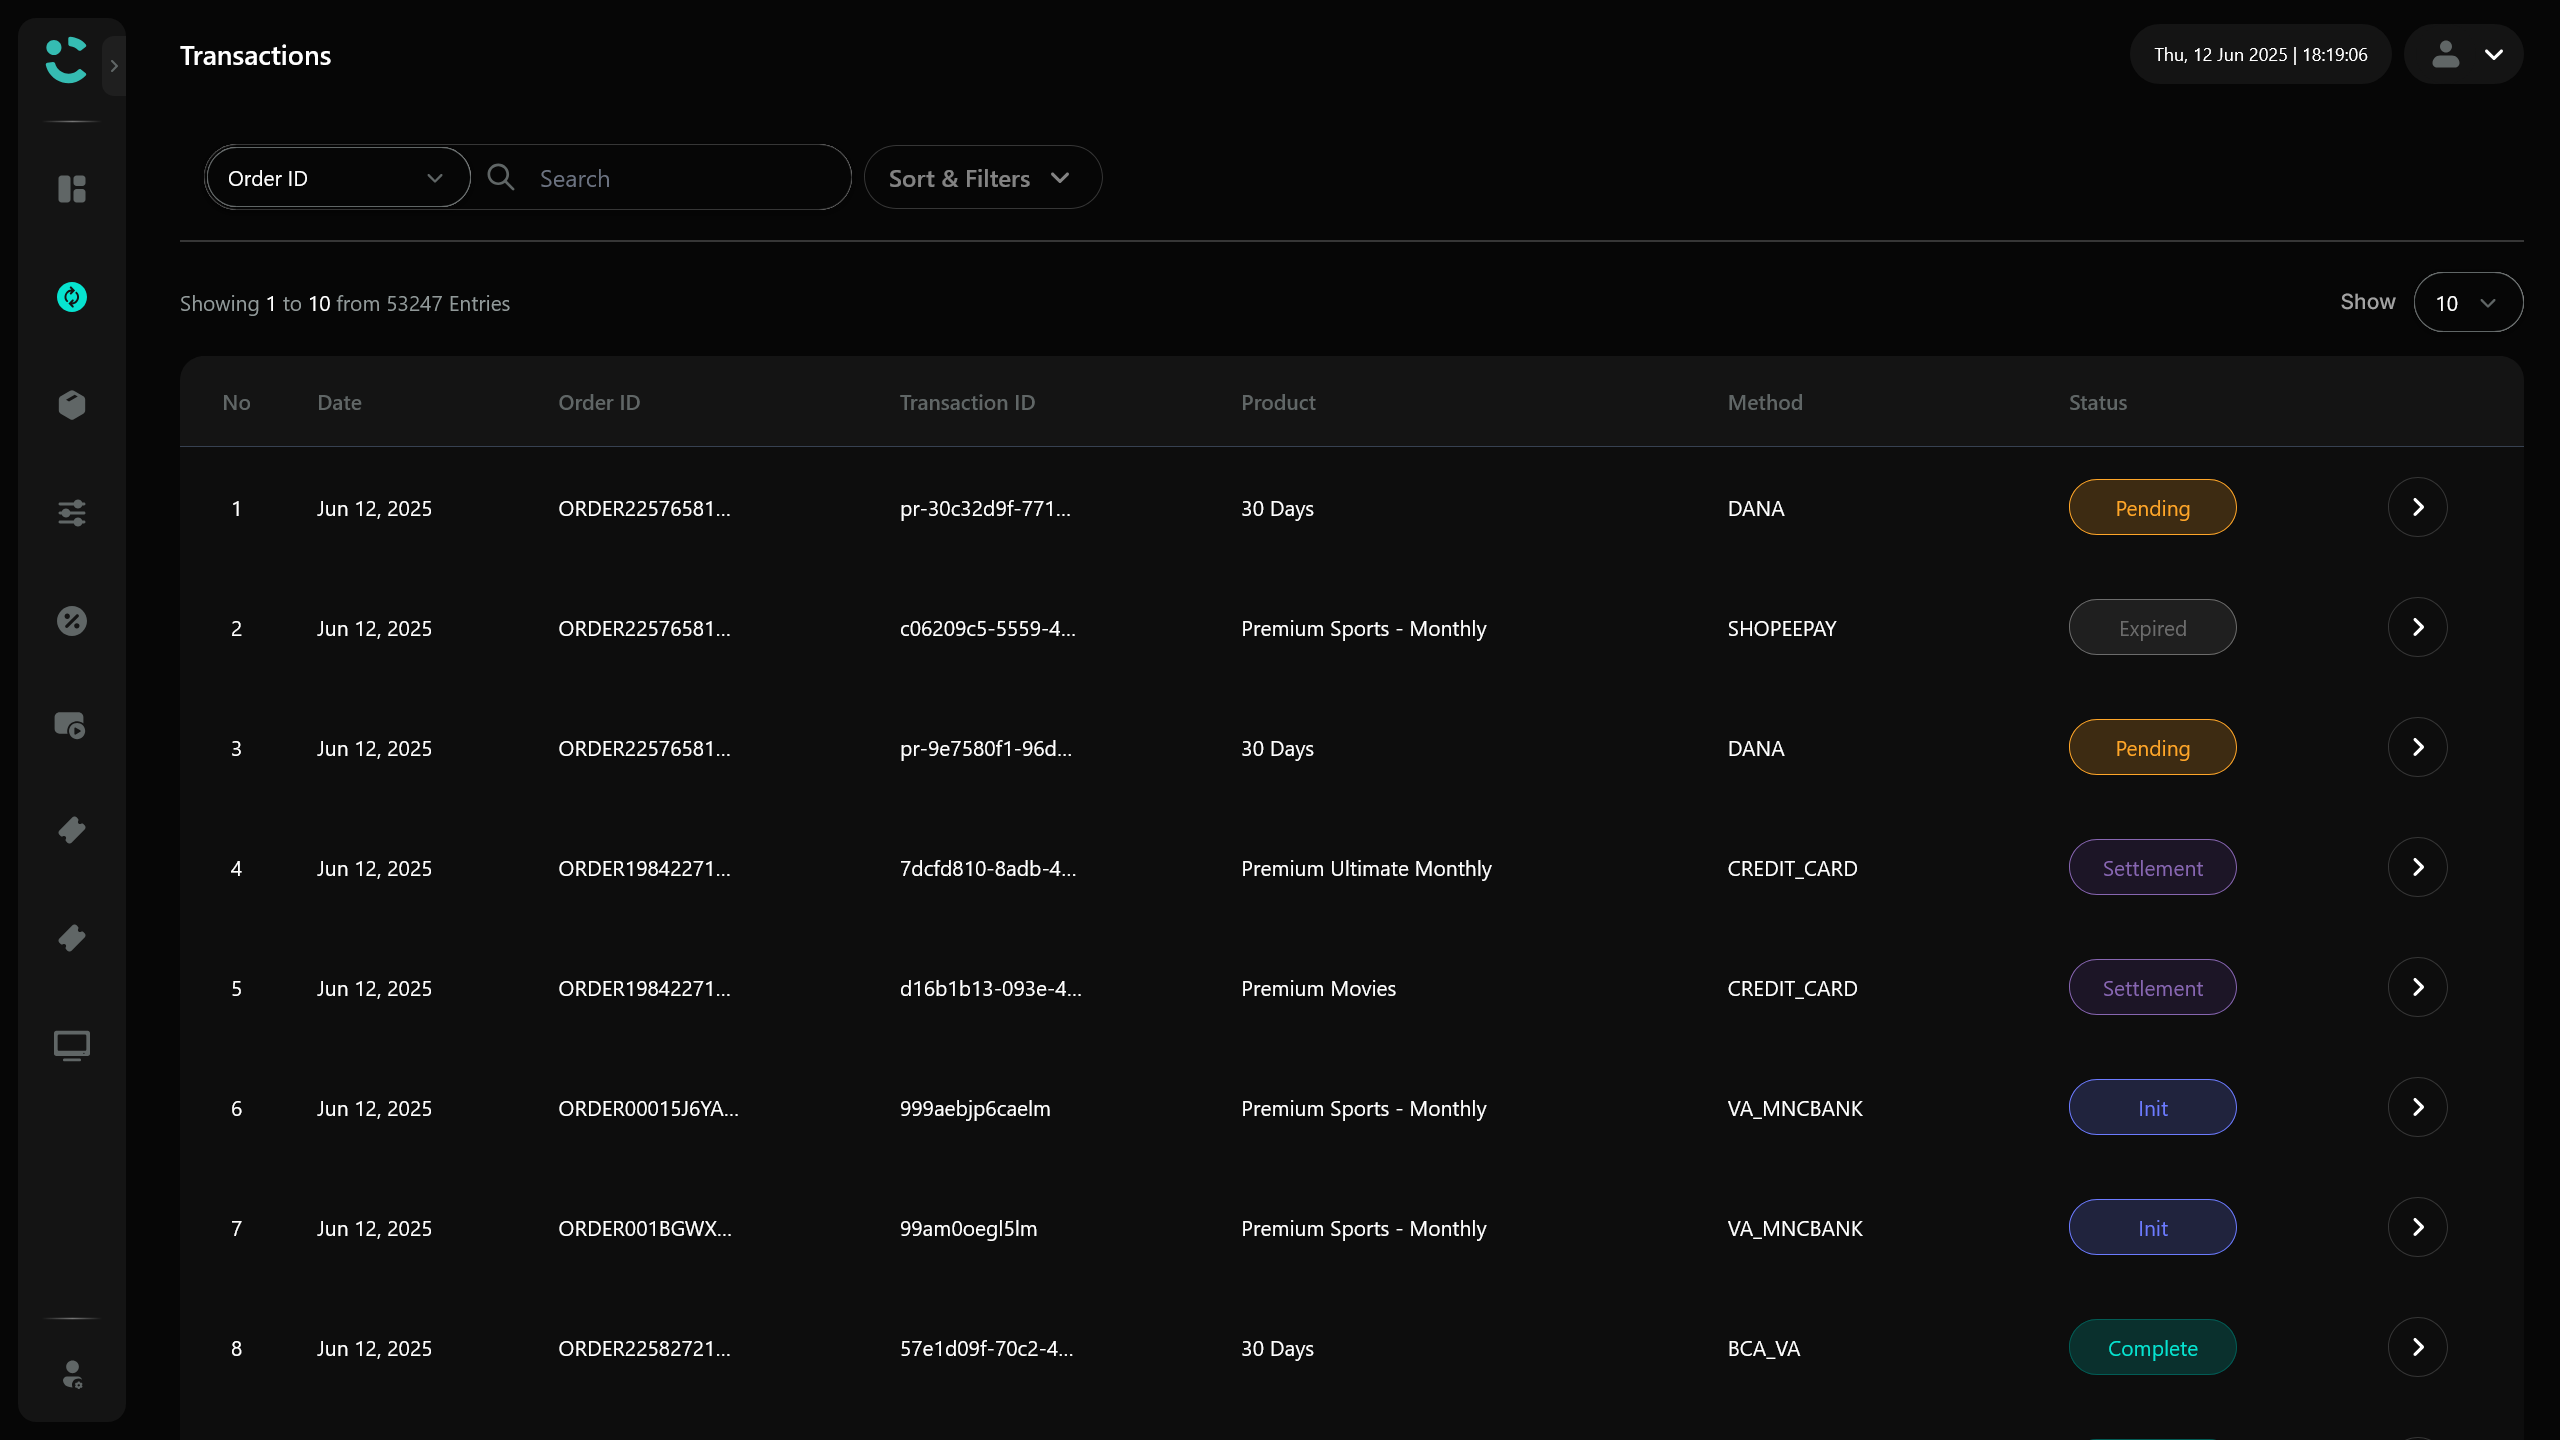 Transactions
Thu, 12 Jun 2025 | 18:19:06
Order ID
Search
Sort & Filters
Showing 1 to 10 from 53247 Entries
Show 10
No Date Order ID Transaction ID Product Method Status
1 Jun 12, 2025 ORDER22576581... pr-30c32d9f-771... 30 Days DANA Pending
2 Jun 12, 2025 ORDER22576581... c06209c5-5559-4... Premium Sports - Monthly SHOPEEPAY Expired
3 Jun 12, 2025 ORDER22576581... pr-9e7580f1-96d... 30 Days DANA Pending
4 Jun 12, 2025 ORDER19842271... 7dcfd810-8adb-4... Premium Ultimate Monthly CREDIT_CARD Settlement
5 Jun 12, 2025 ORDER19842271... d16b1b13-093e-4... Premium Movies CREDIT_CARD Settlement
6 Jun 12, 2025 ORDER00015J6YA... 999aebjp6caelm Premium Sports - Monthly VA_MNCBANK Init
7 Jun 12, 2025 ORDER001BGWX... 99am0oegl5lm Premium Sports - Monthly VA_MNCBANK Init
8 Jun 12, 2025 ORDER22582721... 57e1d09f-70c2-4... 30 Days BCA_VA Complete